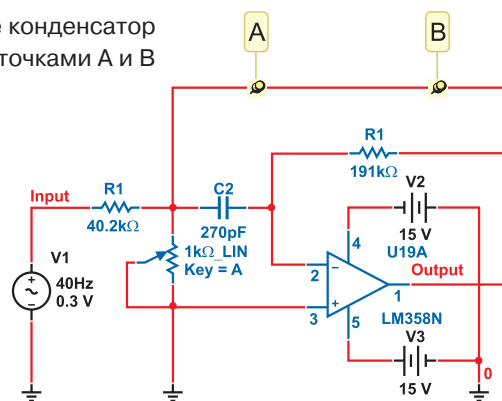 е конденсатор
точками А и В
A
B
R1
191kΩ
Input
R1
40.2kΩ
C2
270pF
V2
15 V
V1
40Hz
0.3 V
1kΩ_LIN
Key = A
4
U19A
2
1
Output
3
5
LM358N
V3
15 V
0